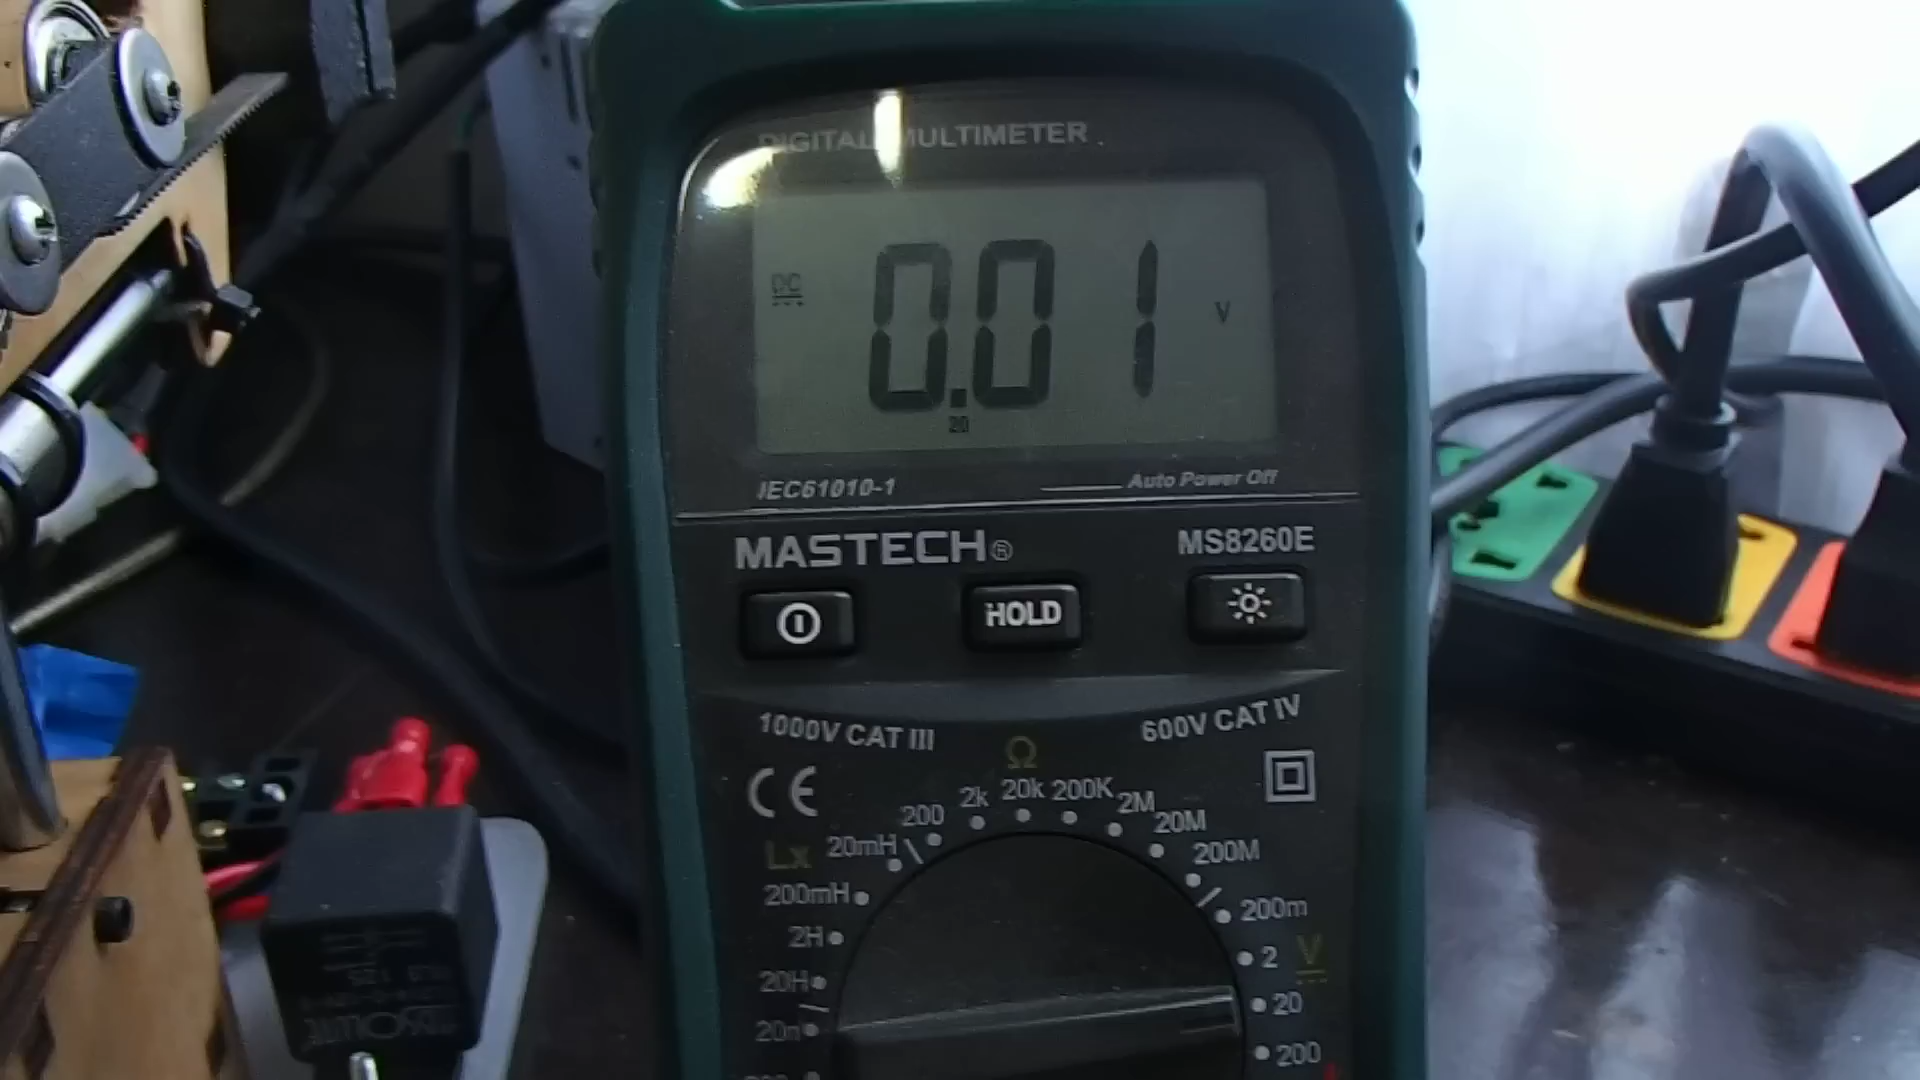 DIGITAL MULTIMETER
DC
0.01
V
20
IEC61010-1
Auto Power Off
MASTECH®
MS8260E
HOLD
1000V CAT III
600V CAT IV
Ω
CE
200
2k
20k
200K
2M
20M
200M
Lx
20mH
200mH
2H
20H
20n
200m
2
V
20
200